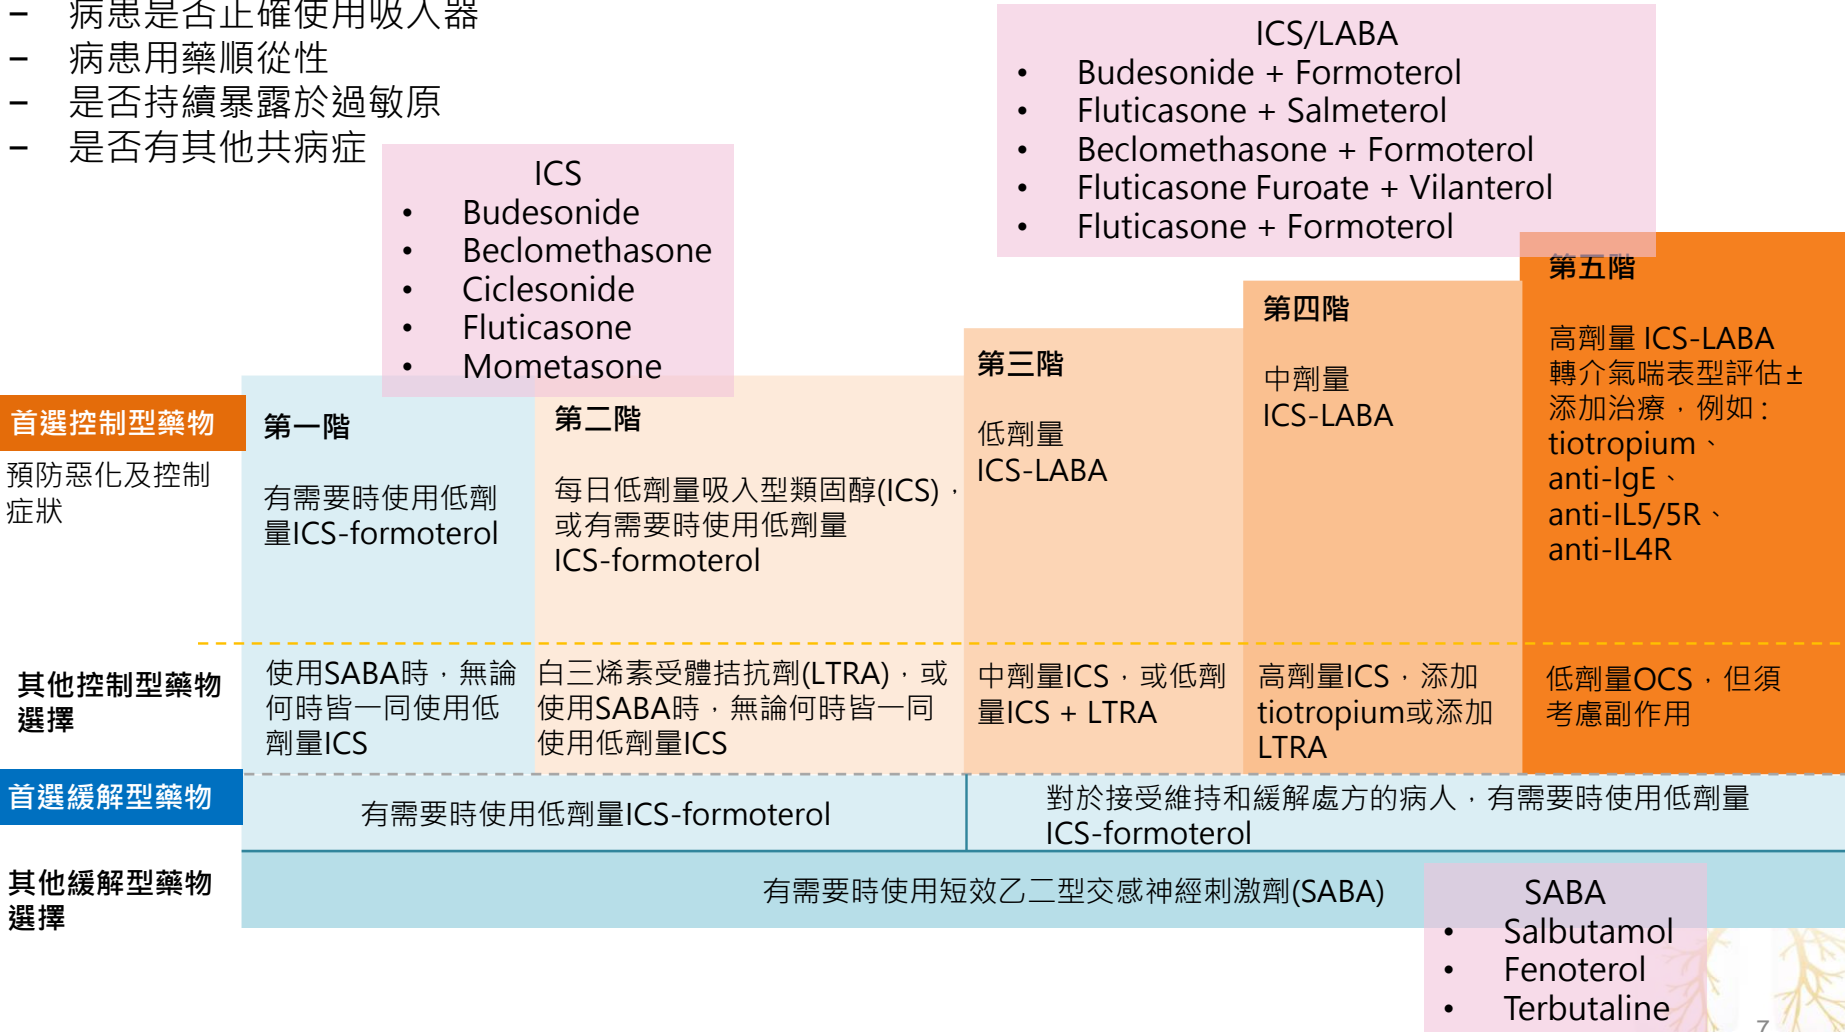 – 病患是否正確使用吸入器
– 病患用藥順從性
– 是否持續暴露於過敏原
– 是否有其他共病症
ICS
• Budesonide
• Beclomethasone
• Ciclesonide
• Fluticasone
• Mometasone
ICS/LABA
• Budesonide + Formoterol
• Fluticasone + Salmeterol
• Beclomethasone + Formoterol
• Fluticasone Furoate + Vilanterol
• Fluticasone + Formoterol
首選控制型藥物
預防惡化及控制
症狀
第一階
有需要時使用低劑
量ICS-formoterol
第二階
每日低劑量吸入型類固醇(ICS)，
或有需要時使用低劑量
ICS-formoterol
第三階
低劑量
ICS-LABA
第四階
中劑量
ICS-LABA
第五階
高劑量 ICS-LABA
轉介氣喘表型評估±
添加治療，例如：
tiotropium、
anti-IgE、
anti-IL5/5R、
anti-IL4R
其他控制型藥物
選擇
使用SABA時，無論
何時皆一同使用低
劑量ICS
白三烯素受體拮抗劑(LTRA)，或
使用SABA時，無論何時皆一同
使用低劑量ICS
中劑量ICS，或低劑
量ICS + LTRA
高劑量ICS，添加
tiotropium或添加
LTRA
低劑量OCS，但須
考慮副作用
首選緩解型藥物
有需要時使用低劑量ICS-formoterol
對於接受維持和緩解處方的病人，有需要時使用低劑量
ICS-formoterol
其他緩解型藥物
選擇
有需要時使用短效乙二型交感神經刺激劑(SABA)
SABA
• Salbutamol
• Fenoterol
• Terbutaline
7